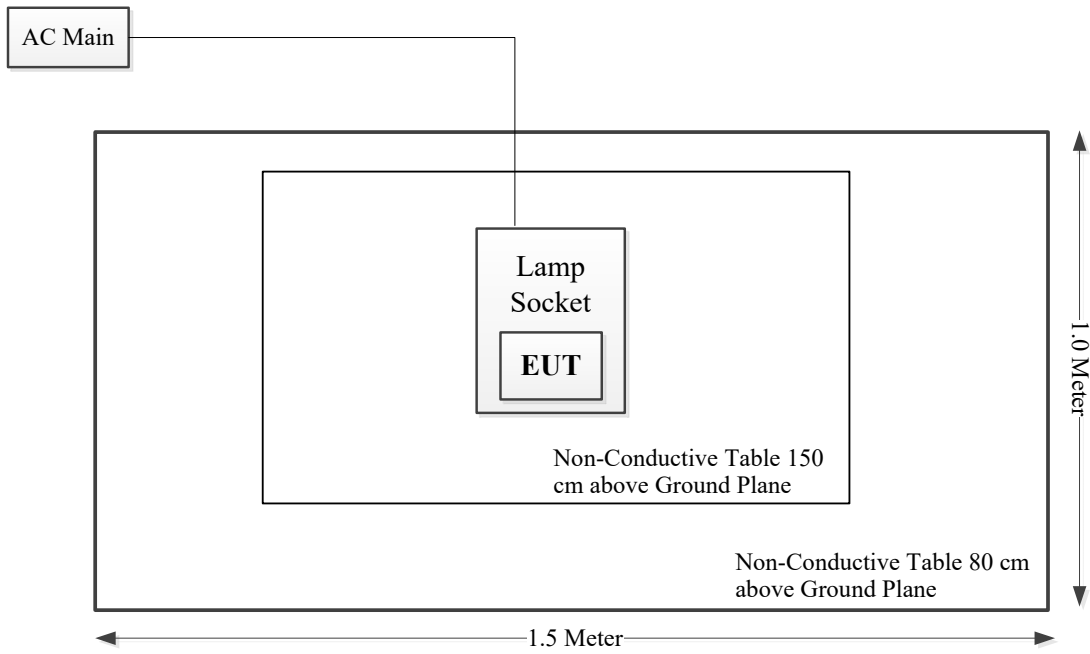 AC Main
Lamp
Socket
EUT
Non-Conductive Table 150
cm above Ground Plane
Non-Conductive Table 80 cm
above Ground Plane
1.0 Meter
1.5 Meter